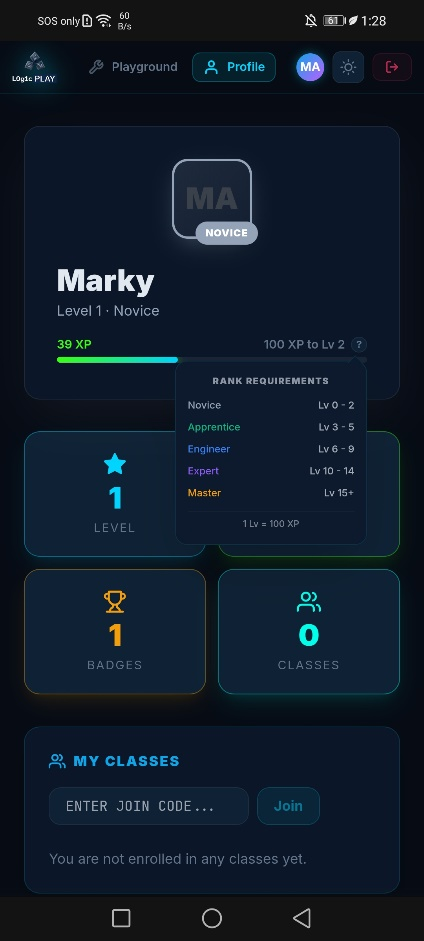 SOS only
60
B/s
61
1:28
LOg1c PLAY
Playground
Profile
MA
MA
NOVICE
Marky
Level 1 · Novice
39 XP
100 XP to Lv 2 ?
RANK REQUIREMENTS
Novice Lv 0 - 2
Apprentice Lv 3 - 5
Engineer Lv 6 - 9
Expert Lv 10 - 14
Master Lv 15+
1 Lv = 100 XP
1
LEVEL
1
BADGES
0
CLASSES
MY CLASSES
ENTER JOIN CODE...
Join
You are not enrolled in any classes yet.